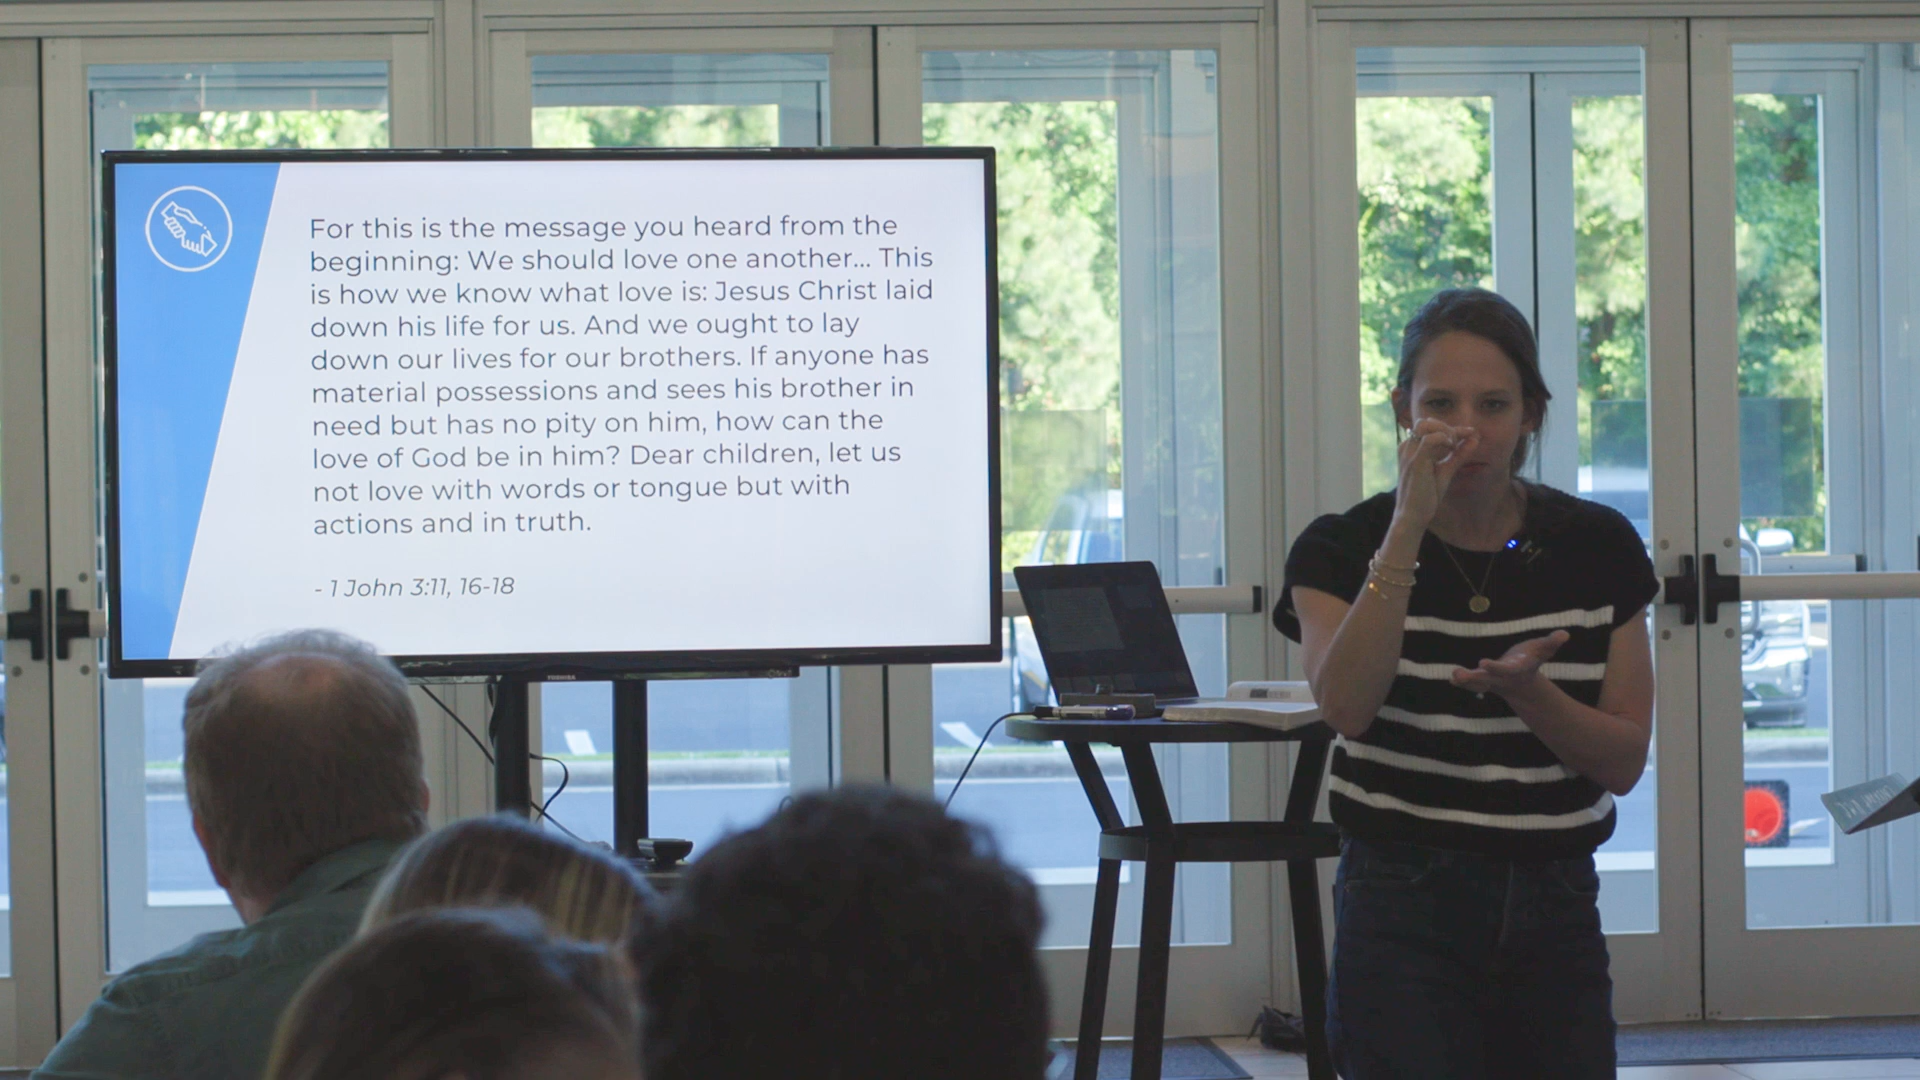 For this is the message you heard from the
beginning: We should love one another... This
is how we know what love is: Jesus Christ laid
down his life for us. And we ought to lay
down our lives for our brothers. If anyone has
material possessions and sees his brother in
need but has no pity on him, how can the
love of God be in him? Dear children, let us
not love with words or tongue but with
actions and in truth.
- 1 John 3:11, 16-18
TOSHIBA